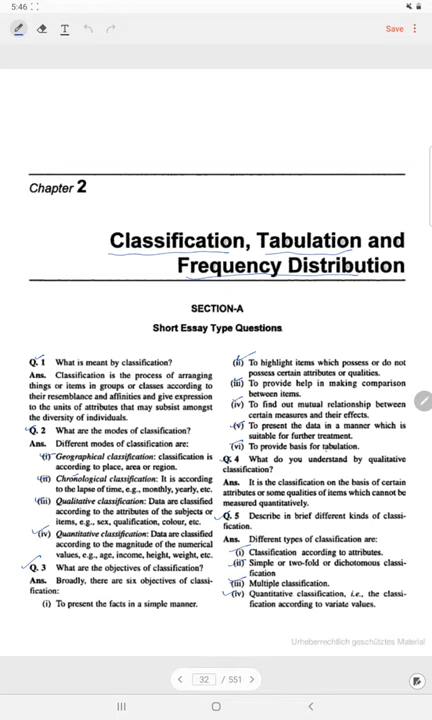 5:46
T
Save
Chapter 2
Classification, Tabulation and
Frequency Distribution
SECTION-A
Short Essay Type Questions
Q. 1 What is meant by classification?
Ans. Classification is the process of arranging
things or items in groups or classes according to
their resemblance and affinities and give expression
to the units of attributes that may subsist amongst
the diversity of individuals.
Q. 2 What are the modes of classification?
Ans. Different modes of classification are:
(i) Geographical classification: classification is
according to place, area or region.
(ii) Chronological classification: It is according
to the lapse of time, e.g., monthly, yearly, etc.
(iii) Qualitative classification: Data are classified
according to the attributes of the subjects or
items, e.g., sex, qualification, colour, etc.
(iv) Quantitative classification: Data are classified
according to the magnitude of the numerical
values, e.g., age, income, height, weight, etc.
Q. 3 What are the objectives of classification?
Ans. Broadly, there are six objectives of classi-
fication:
(i) To present the facts in a simple manner.
(ii) To highlight items which possess or do not
possess certain attributes or qualities.
(iii) To provide help in making comparison
between items.
(iv) To find out mutual relationship between
certain measures and their effects.
(v) To present the data in a manner which is
suitable for further treatment.
(vi) To provide basis for tabulation.
Q. 4 What do you understand by qualitative
classification?
Ans. It is the classification on the basis of certain
attributes or some qualities of items which cannot be
measured quantitatively.
Q. 5 Describe in brief different kinds of classi-
fication.
Ans. Different types of classification are:
(i) Classification according to attributes.
(ii) Simple or two-fold or dichotomous classi-
fication
(iii) Multiple classification.
(iv) Quantitative classification, i.e., the classi-
fication according to variate values.
Urheberrechtlich geschütztes Material
32 / 551